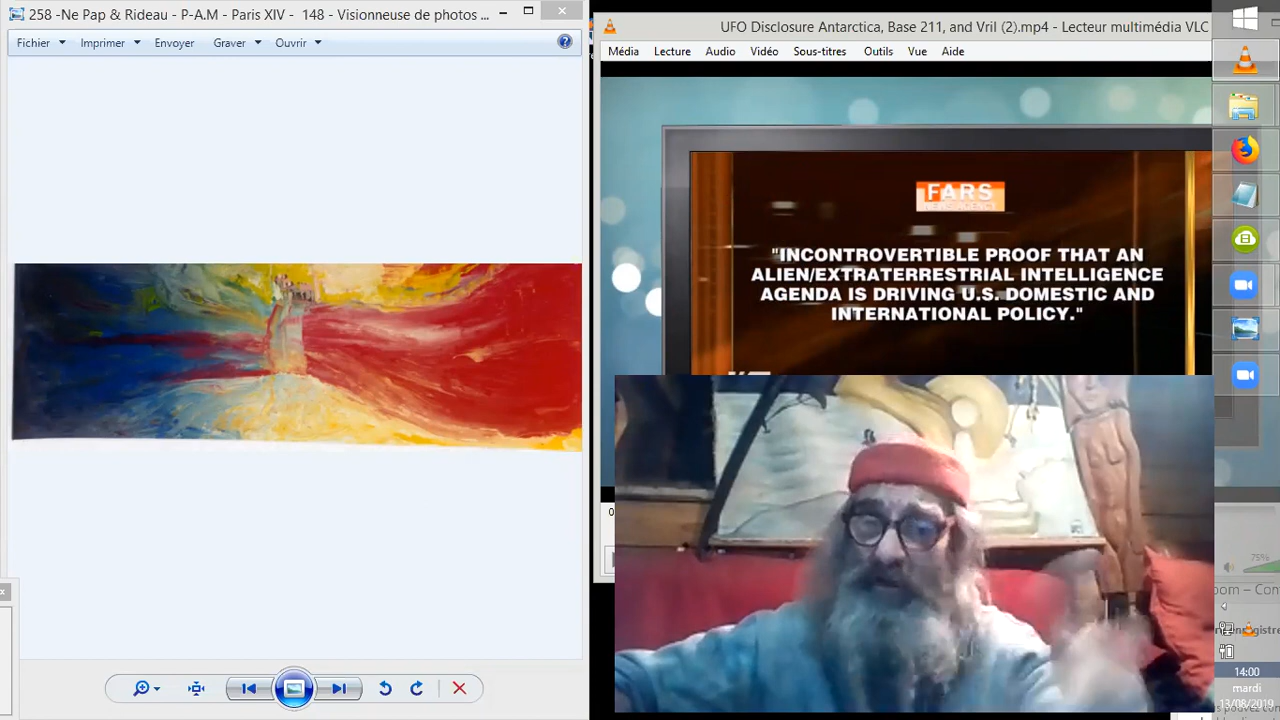 258 -Ne Pap & Rideau - P-A.M - Paris XIV - 148 - Visionneuse de photos ...
Fichier Imprimer Envoyer Graver Ouvrir
UFO Disclosure Antarctica, Base 211, and Vril (2).mp4 - Lecteur multimédia VLC
Média Lecture Audio Vidéo Sous-titres Outils Vue Aide
FARS
NEWS AGENCY
"INCONTROVERTIBLE PROOF THAT AN
ALIEN/EXTRATERRESTRIAL INTELLIGENCE
AGENDA IS DRIVING U.S. DOMESTIC AND
INTERNATIONAL POLICY."
75%
14:00
mardi
13/08/2019